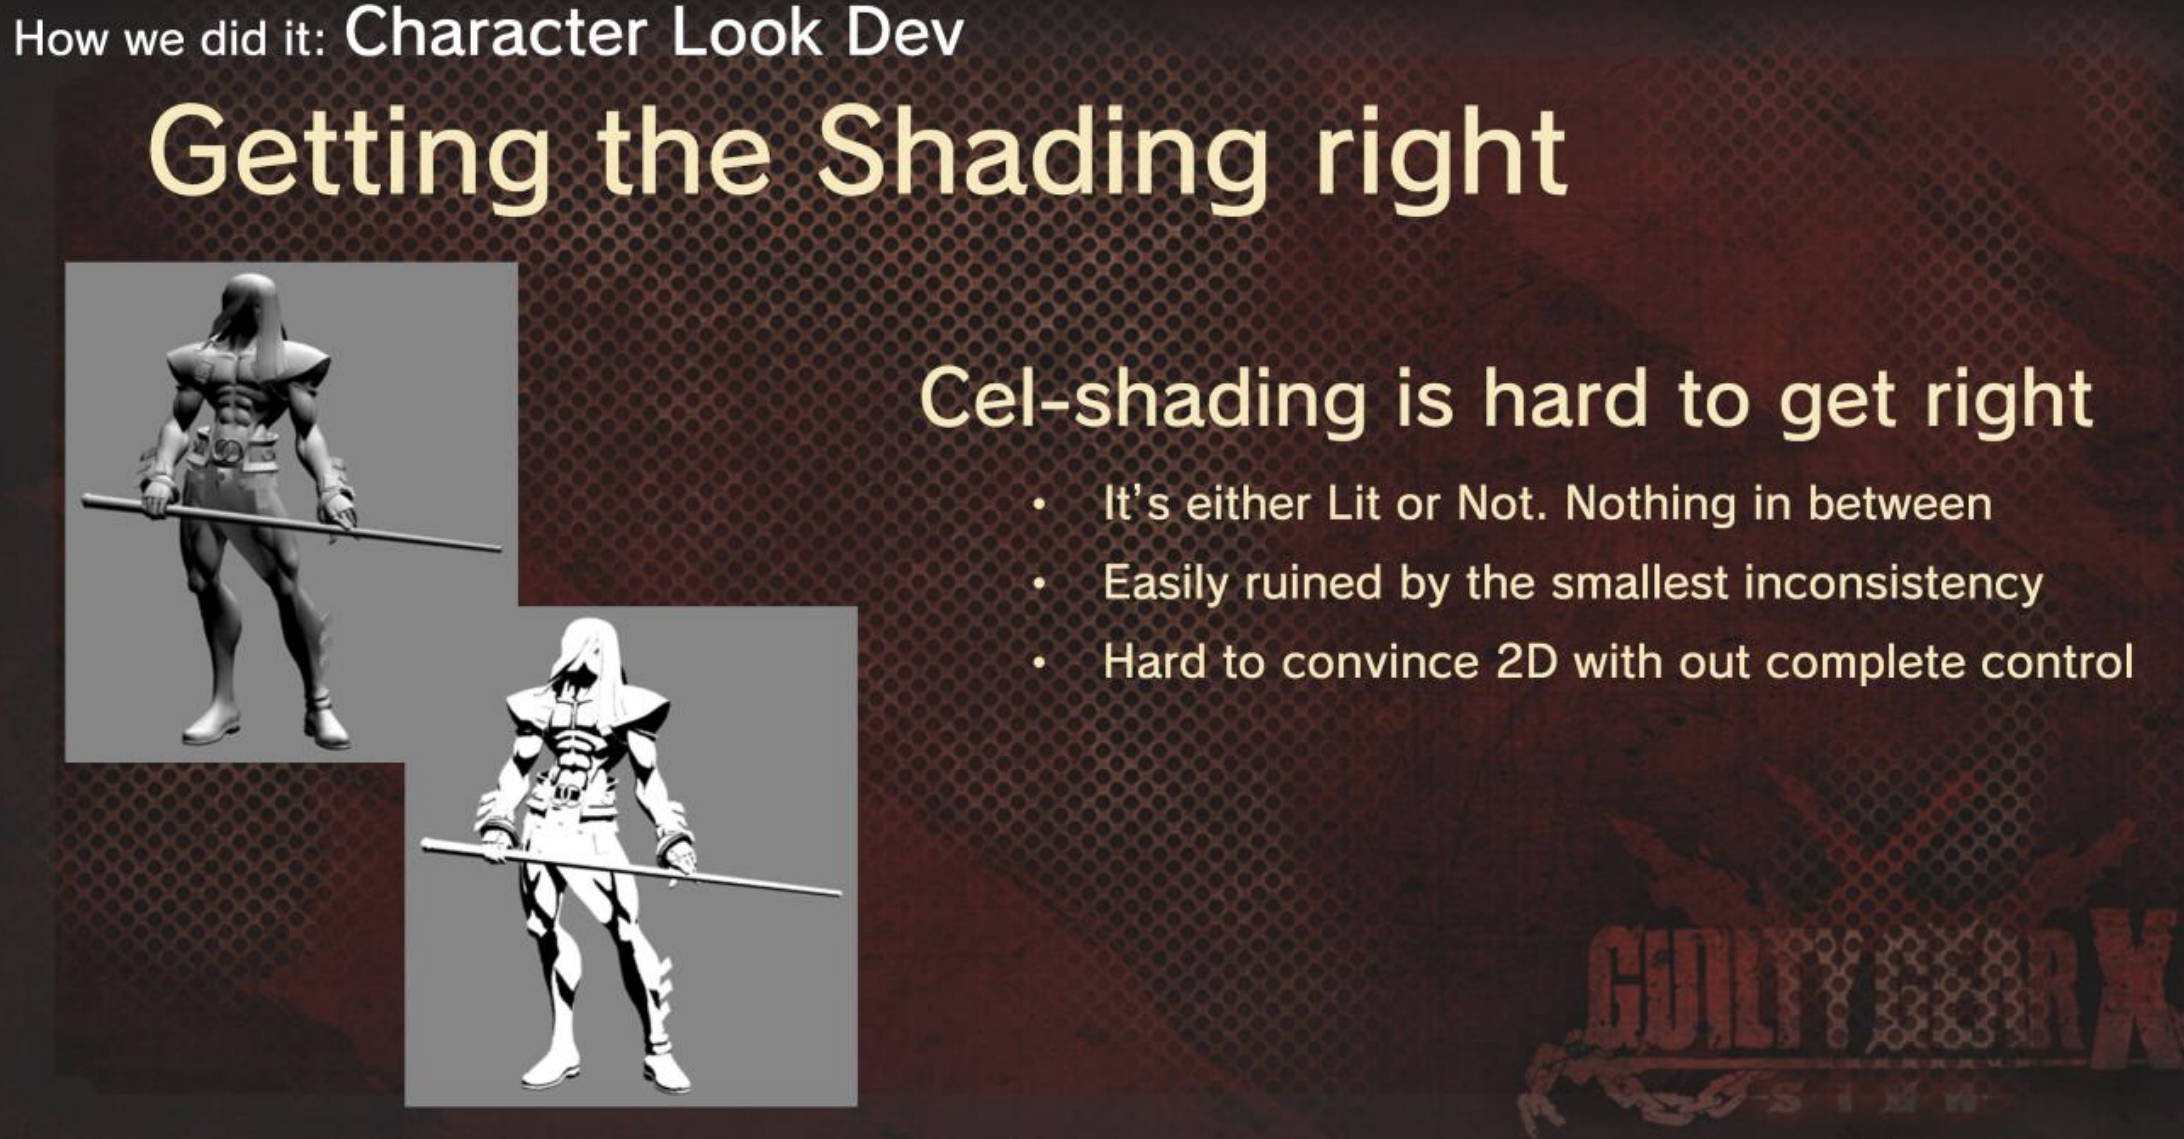 How we did it: Character Look Dev
Getting the Shading right
Cel-shading is hard to get right
• It's either Lit or Not. Nothing in between
• Easily ruined by the smallest inconsistency
• Hard to convince 2D with out complete control
GUILTY GEAR X
SIGN